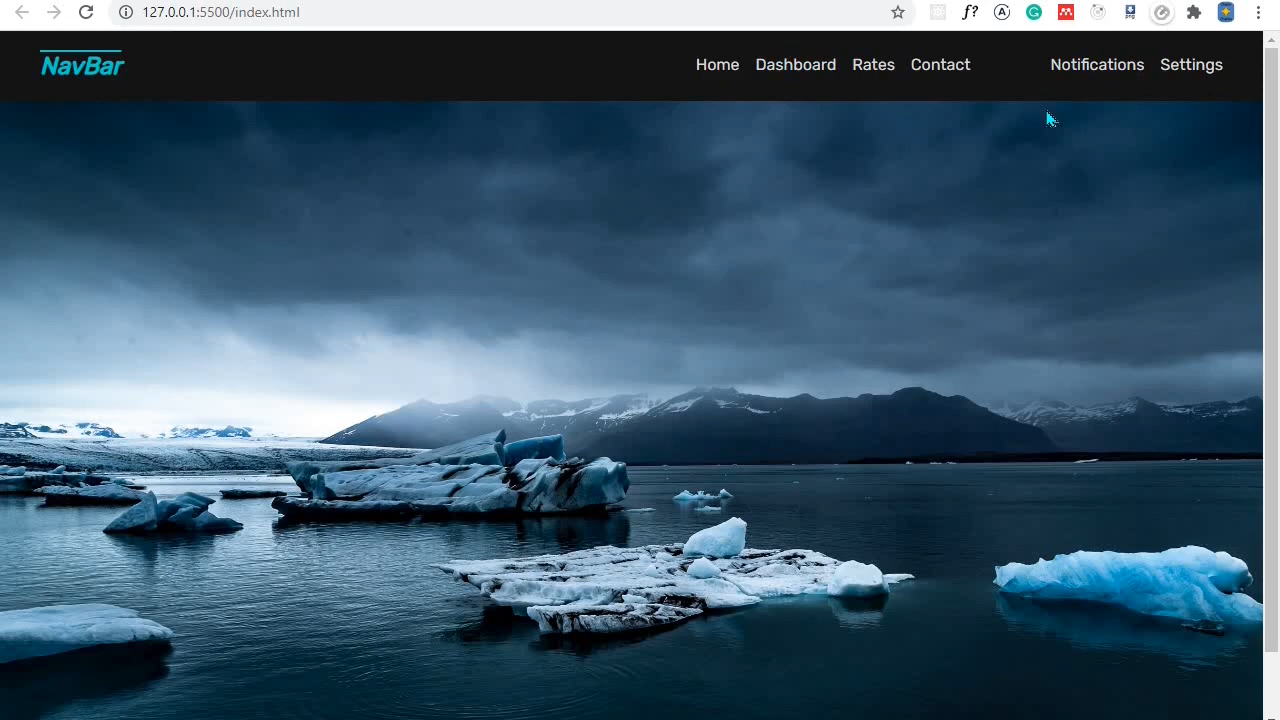 127.0.0.1:5500/index.html
NavBar Home Dashboard Rates Contact Notifications Settings